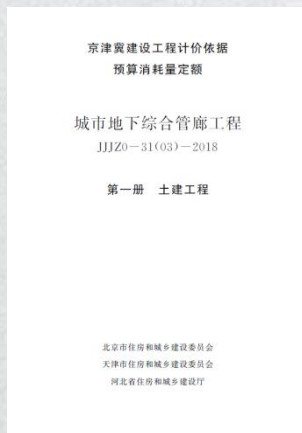 京津冀建设工程计价依据
预算消耗量定额
城市地下综合管廊工程
JJJZ0－31(03)－2018
第一册 土建工程
北京市住房和城乡建设委员会
天津市住房和城乡建设委员会
河北省住房和城乡建设厅